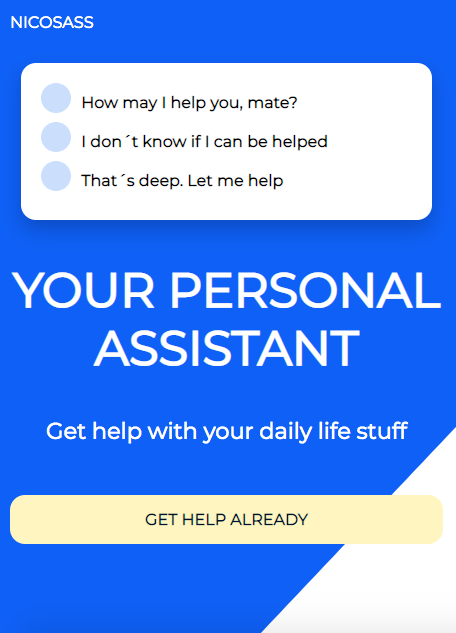 NICOSASS
How may I help you, mate?
I don´t know if I can be helped
That´s deep. Let me help
YOUR PERSONAL
ASSISTANT
Get help with your daily life stuff
GET HELP ALREADY